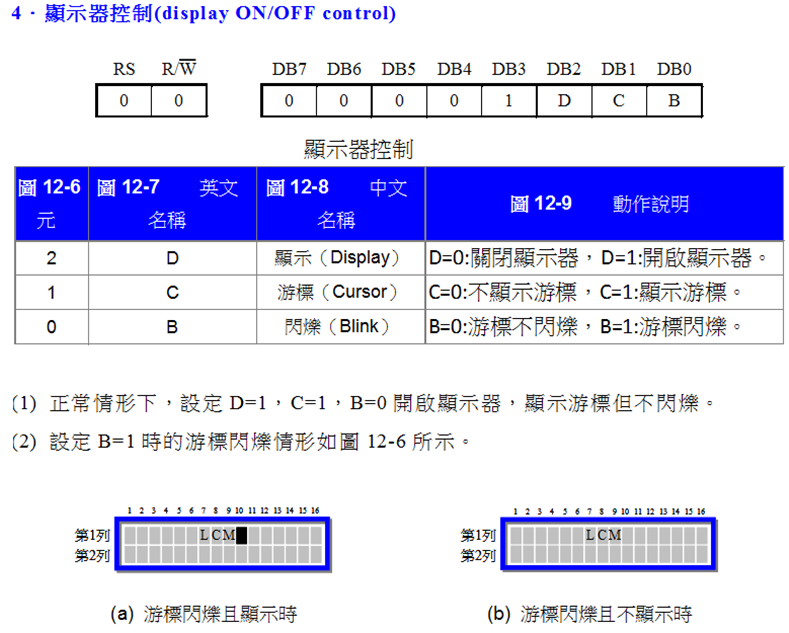 4．顯示器控制(display ON/OFF control)
RS R/W DB7 DB6 DB5 DB4 DB3 DB2 DB1 DB0
0 0 0 0 0 0 1 D C B
顯示器控制
圖 12-6 元 圖 12-7 英文名稱 圖 12-8 中文名稱 圖 12-9 動作說明
2 D 顯示（Display） D=0:關閉顯示器，D=1:開啟顯示器。
1 C 游標（Cursor） C=0:不顯示游標，C=1:顯示游標。
0 B 閃爍（Blink） B=0:游標不閃爍，B=1:游標閃爍。
(1) 正常情形下，設定 D=1，C=1，B=0 開啟顯示器，顯示游標但不閃爍。
(2) 設定 B=1 時的游標閃爍情形如圖 12-6 所示。
1 2 3 4 5 6 7 8 9 10 11 12 13 14 15 16
第1列 LCM
第2列
(a) 游標閃爍且顯示時
1 2 3 4 5 6 7 8 9 10 11 12 13 14 15 16
第1列 LCM
第2列
(b) 游標閃爍且不顯示時